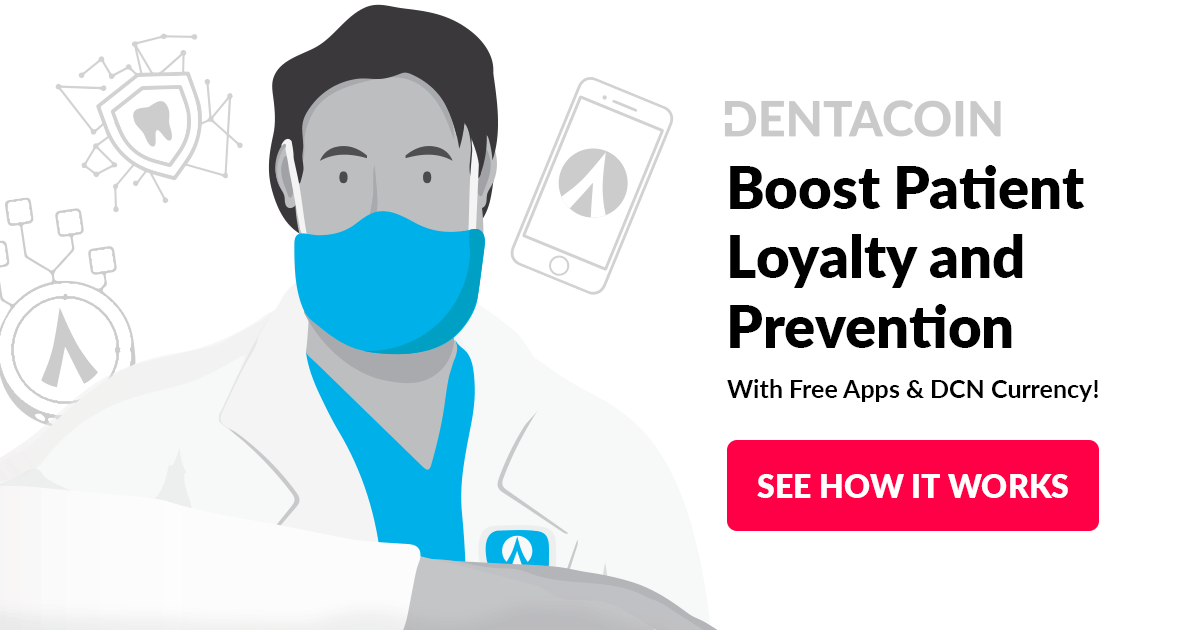 DENTACOIN
Boost Patient
Loyalty and
Prevention
With Free Apps & DCN Currency!
SEE HOW IT WORKS